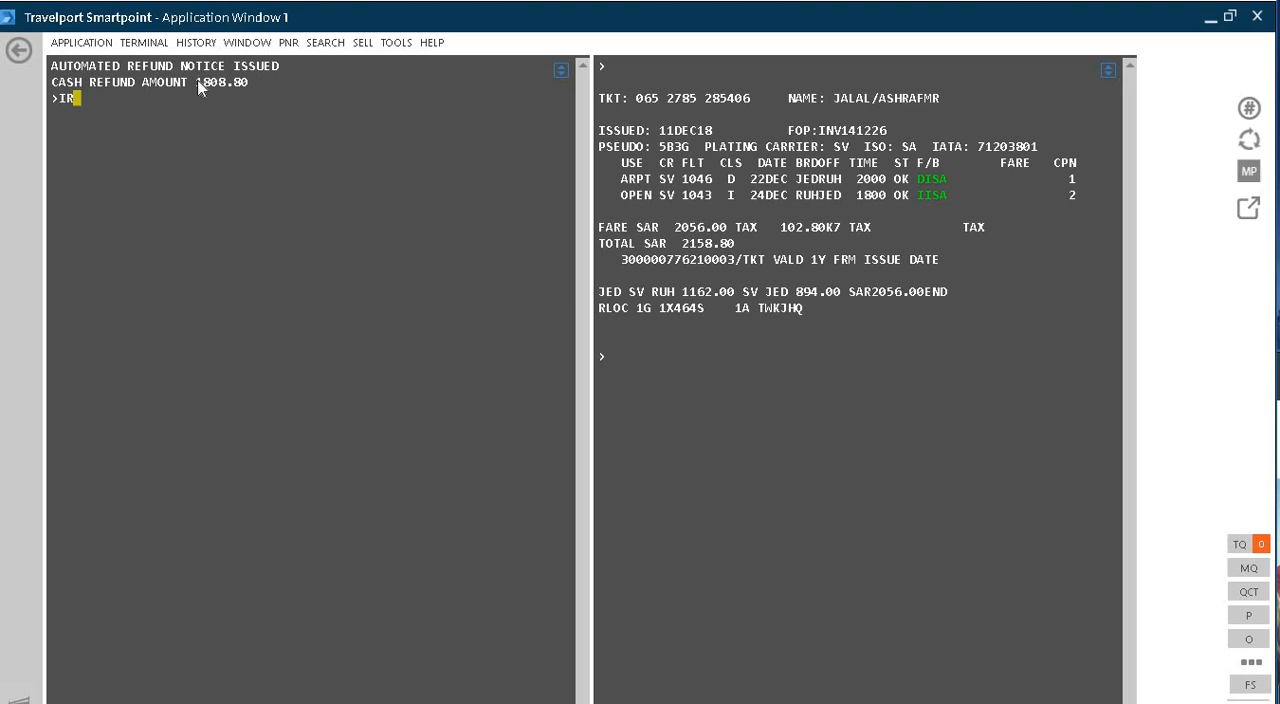 Travelport Smartpoint - Application Window 1
APPLICATION TERMINAL HISTORY WINDOW PNR SEARCH SELL TOOLS HELP
AUTOMATED REFUND NOTICE ISSUED
CASH REFUND AMOUNT 1808.80
>IR
>
TKT: 065 2785 285406 NAME: JALAL/ASHRAFMR
ISSUED: 11DEC18 FOP:INV141226
PSEUDO: 5B3G PLATING CARRIER: SV ISO: SA IATA: 71203801
USE CR FLT CLS DATE BRDOFF TIME ST F/B FARE CPN
ARPT SV 1046 D 22DEC JEDRUH 2000 OK DISA 1
OPEN SV 1043 I 24DEC RUHJED 1800 OK IISA 2
FARE SAR 2056.00 TAX 102.80K7 TAX TAX
TOTAL SAR 2158.80
300000776210003/TKT VALD 1Y FRM ISSUE DATE
JED SV RUH 1162.00 SV JED 894.00 SAR2056.00END
RLOC 1G 1X464S 1A TWKJHQ
>
#
MP
TQ 0
MQ
QCT
P
O
FS